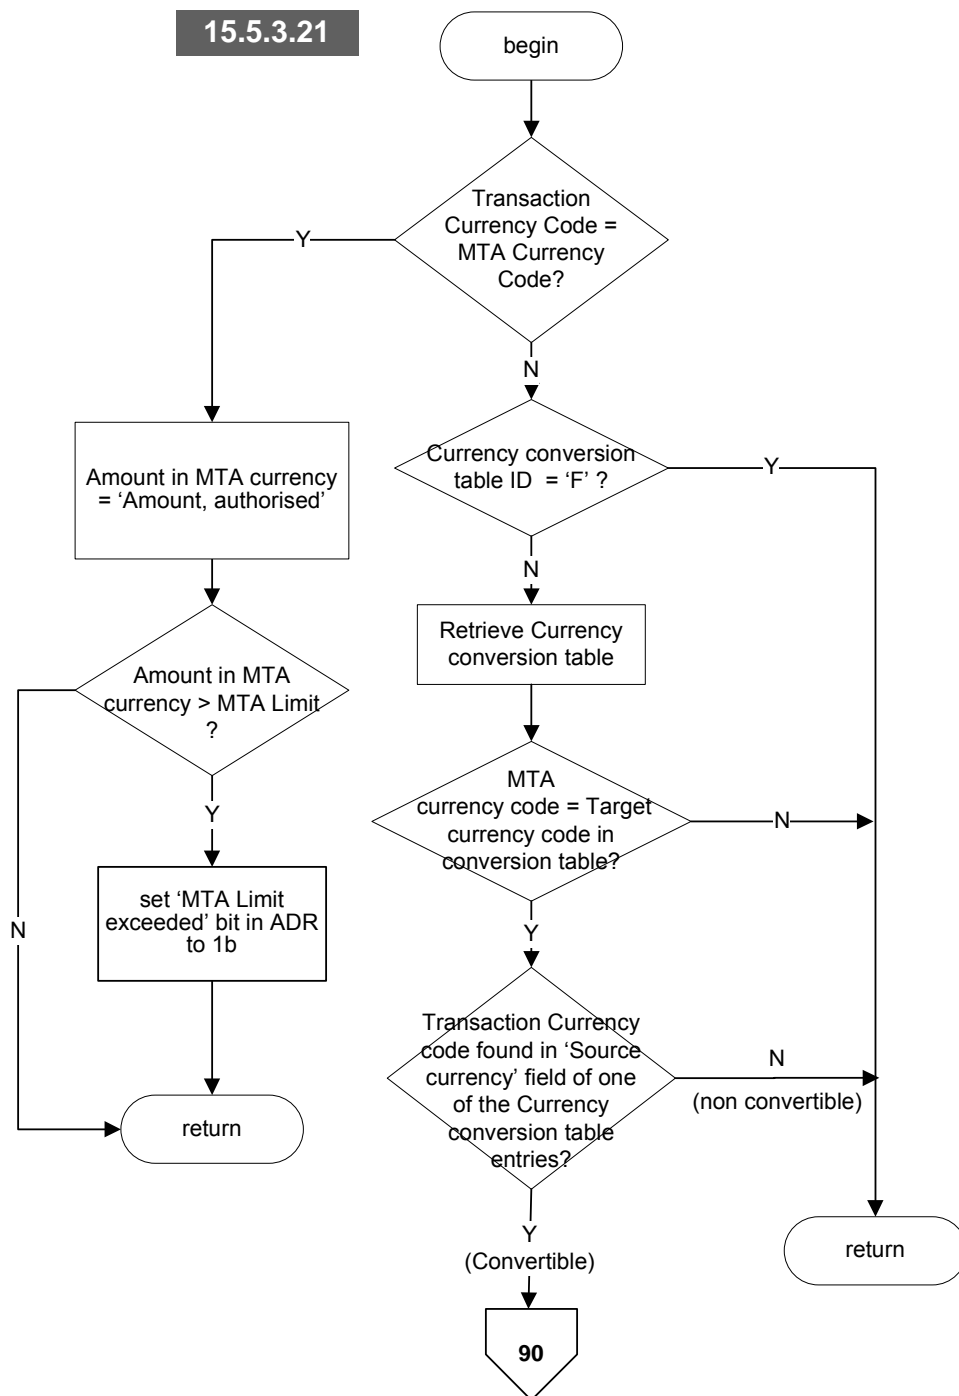 15.5.3.21
begin
Transaction
Currency Code =
MTA Currency
Code?
Y
N
Amount in MTA currency
= ‘Amount, authorised’
Currency conversion
table ID = ‘F’ ?
Y
N
Retrieve Currency
conversion table
Amount in MTA
currency > MTA Limit
?
Y
N
MTA
currency code = Target
currency code in
conversion table?
N
Y
set ‘MTA Limit
exceeded’ bit in ADR
to 1b
Transaction Currency
code found in ‘Source
currency’ field of one
of the Currency
conversion table
entries?
N
(non convertible)
return
Y
(Convertible)
return
90